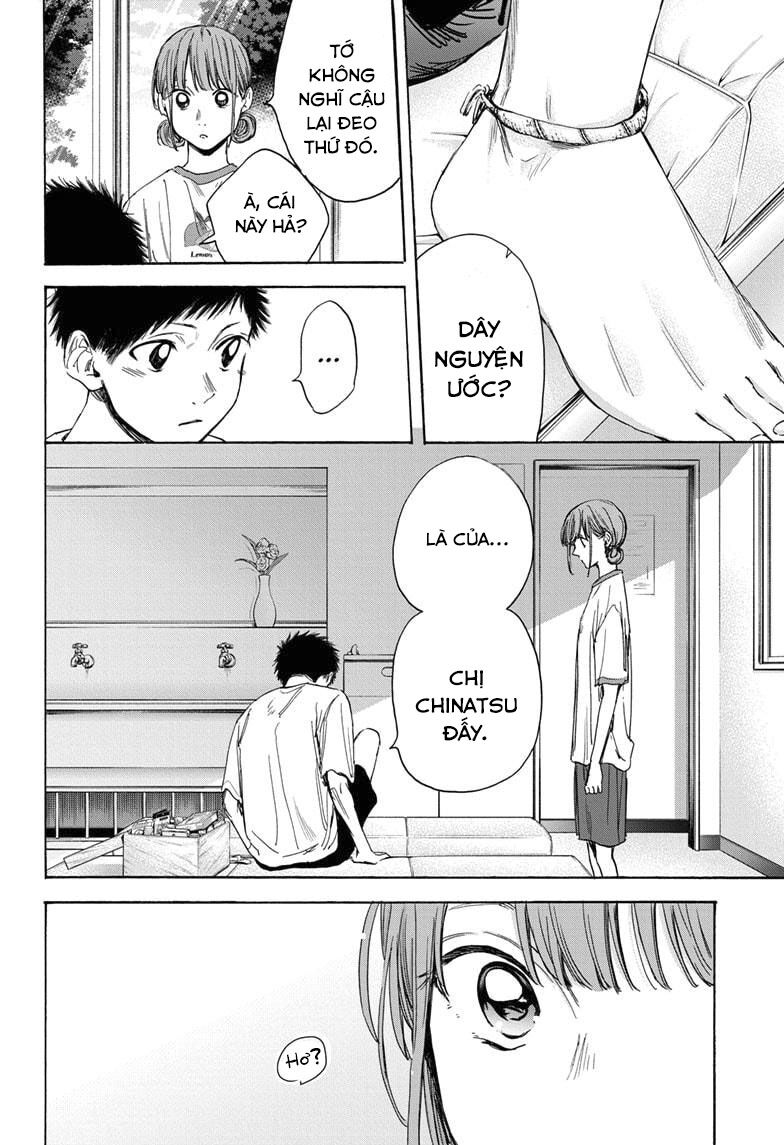 DÂY
NGUYỆN
ƯỚC?
TỚ
KHÔNG
NGHĨ CẬU
LẠI ĐEO
THỨ ĐÓ.
À, CÁI
NÀY HẢ?
Lemon
...
LÀ CỦA...
CHỊ
CHINATSU
ĐẤY.
Hơ?